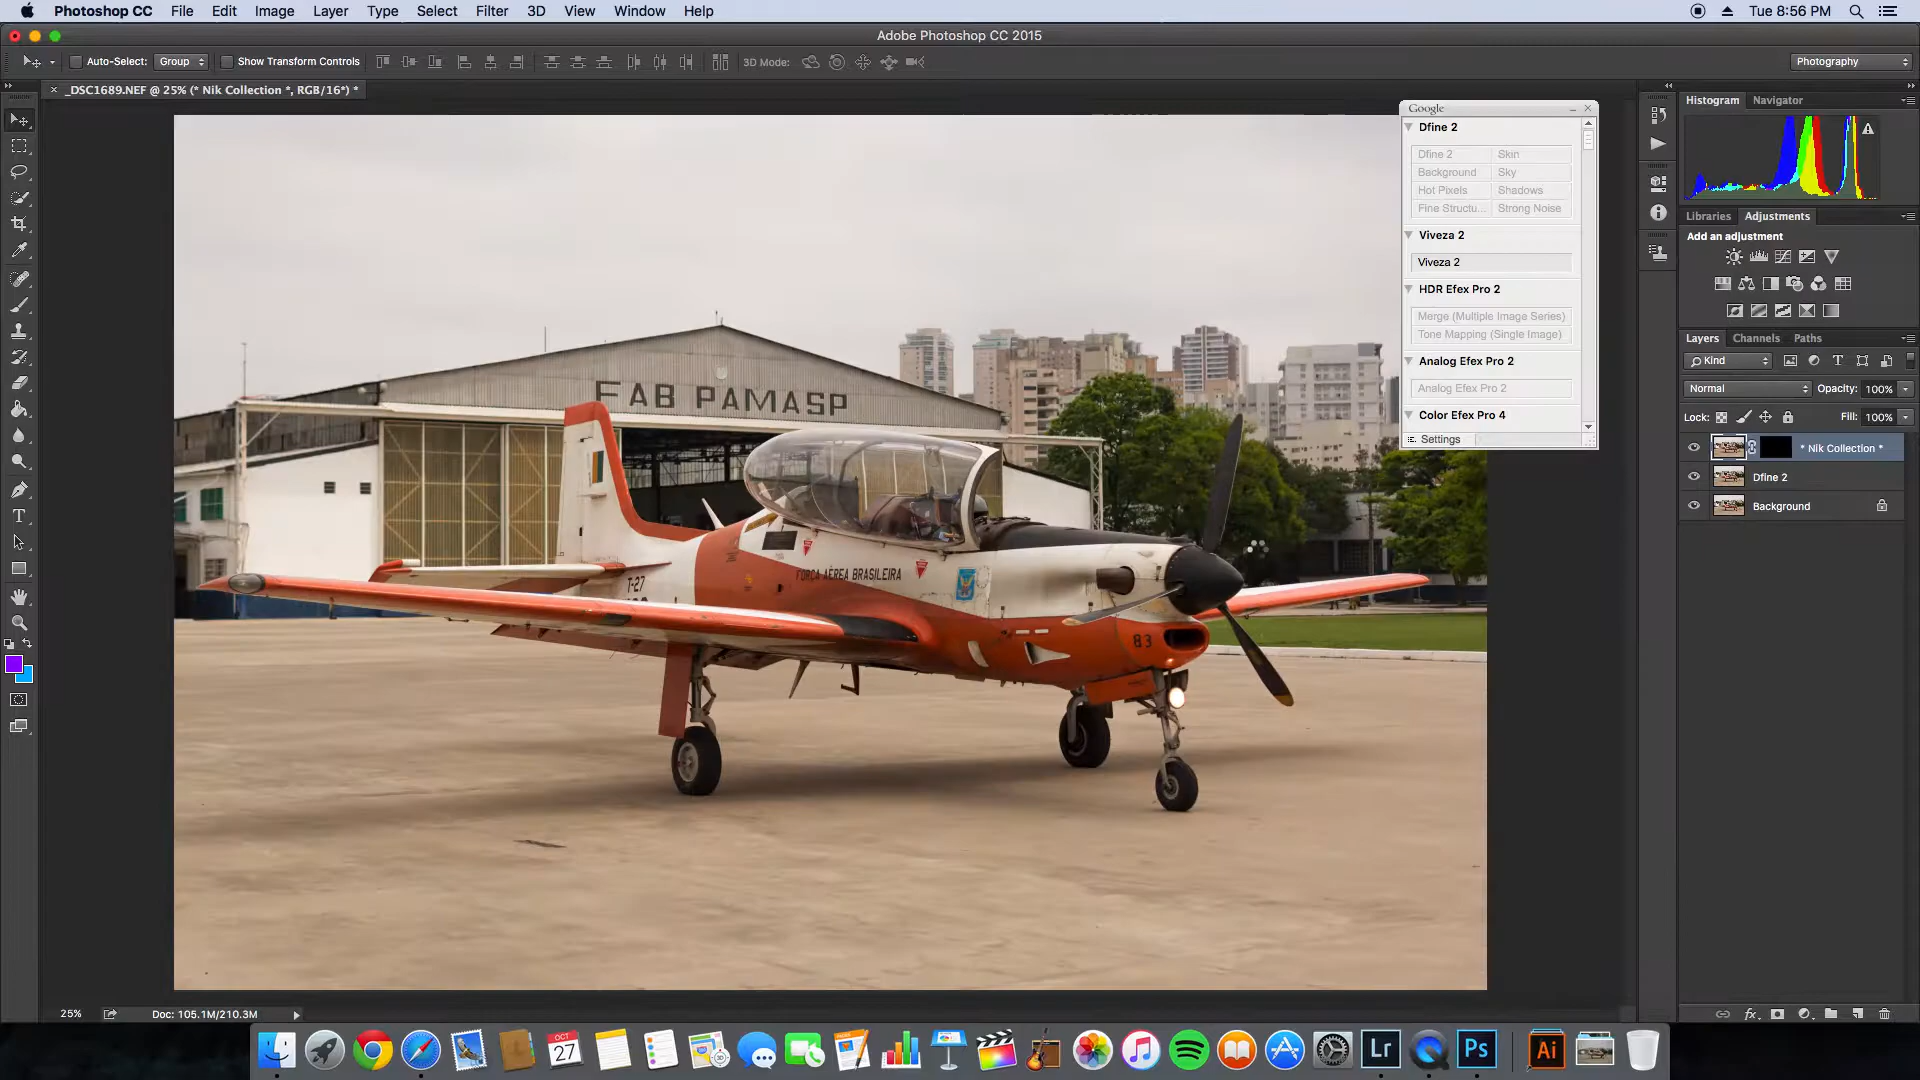 Photoshop CC File Edit Image Layer Type Select Filter 3D View Window Help Tue 8:56 PM
Adobe Photoshop CC 2015
Auto-Select: Group Show Transform Controls 3D Mode: Photography
_DSC1689.NEF @ 25% (* Nik Collection *, RGB/16*) *
Google
Dfine 2
Dfine 2 Skin
Background Sky
Hot Pixels Shadows
Fine Structu... Strong Noise
Viveza 2
Viveza 2
HDR Efex Pro 2
Merge (Multiple Image Series)
Tone Mapping (Single Image)
Analog Efex Pro 2
Analog Efex Pro 2
Color Efex Pro 4
Settings
Histogram Navigator
Libraries Adjustments
Add an adjustment
Layers Channels Paths
Kind
Normal Opacity: 100%
Lock: Fill: 100%
* Nik Collection *
Dfine 2
Background
FAB PAMASP
T-27
FORÇA AÉREA BRASILEIRA
83
25% Doc: 105.1M/210.3M
OCT
27
Lr Ps Ai